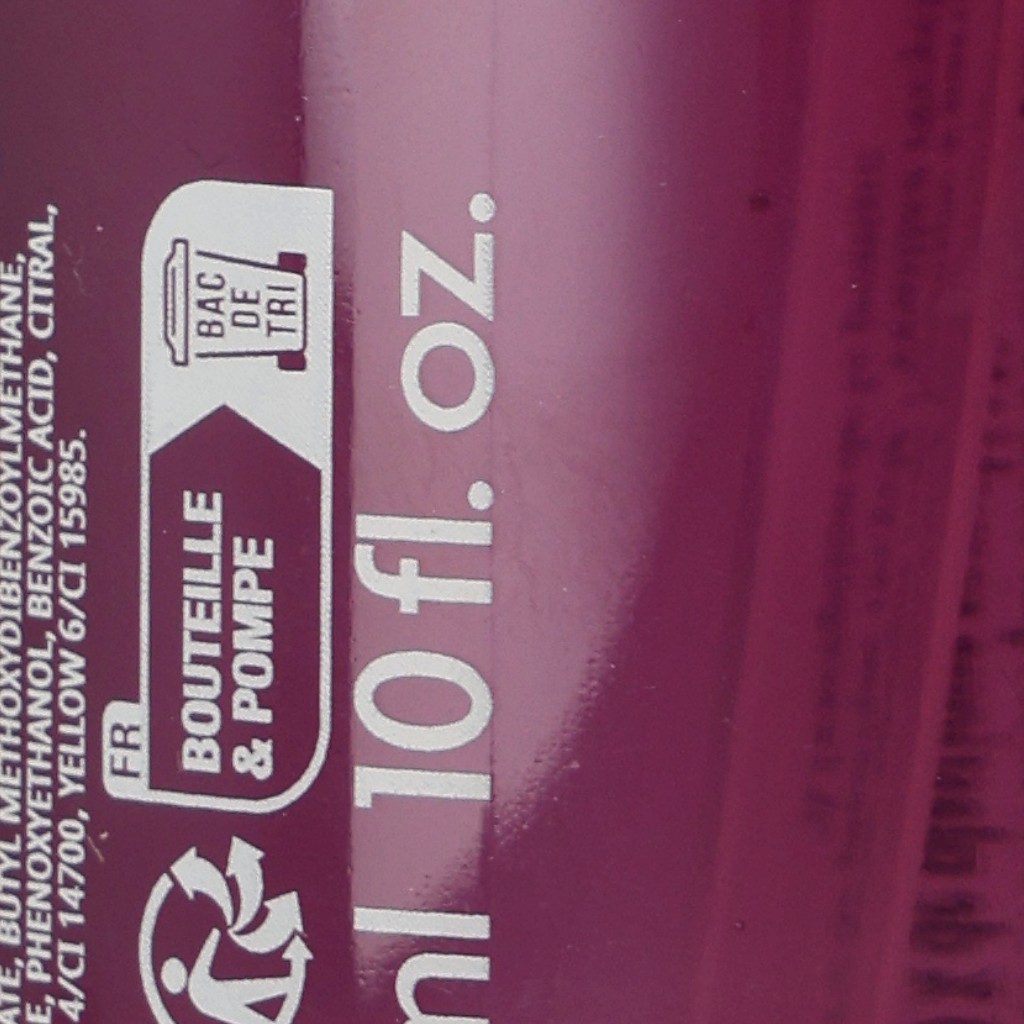 ATE, BUTYL METHOXYDIBENZOYLMETHANE,
E, PHENOXYETHANOL, BENZOIC ACID, CITRAL,
4/CI 14700, YELLOW 6/CI 15985.
FR
BOUTEILLE
& POMPE
BAC
DE
TRI
ml 10 fl. oz.